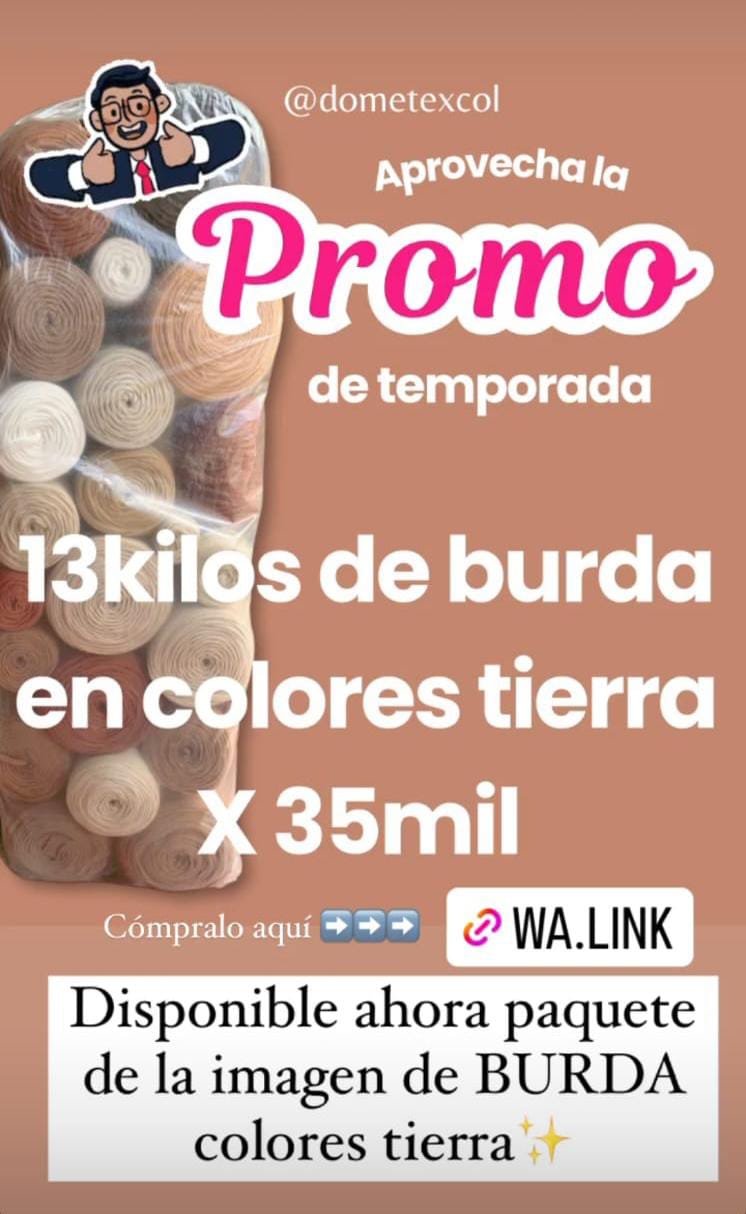 @dometexcol
Aprovecha la
Promo
de temporada
13kilos de burda
en colores tierra
X 35mil
Cómpralo aquí ➡️➡️➡️
WA.LINK
Disponible ahora paquete
de la imagen de BURDA
colores tierra✨